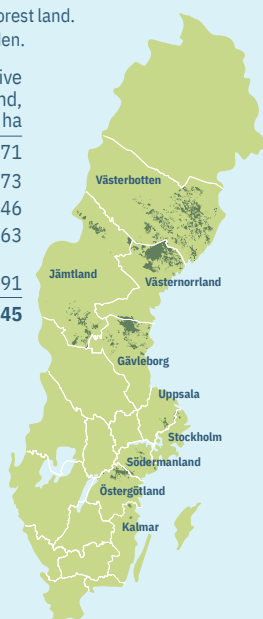 orest land.
den.
ive
nd,
ha
71
73
46
63
91
45
Västerbotten
Jämtland
Västernorrland
Gävleborg
Uppsala
Stockholm
Södermanland
Östergötland
Kalmar